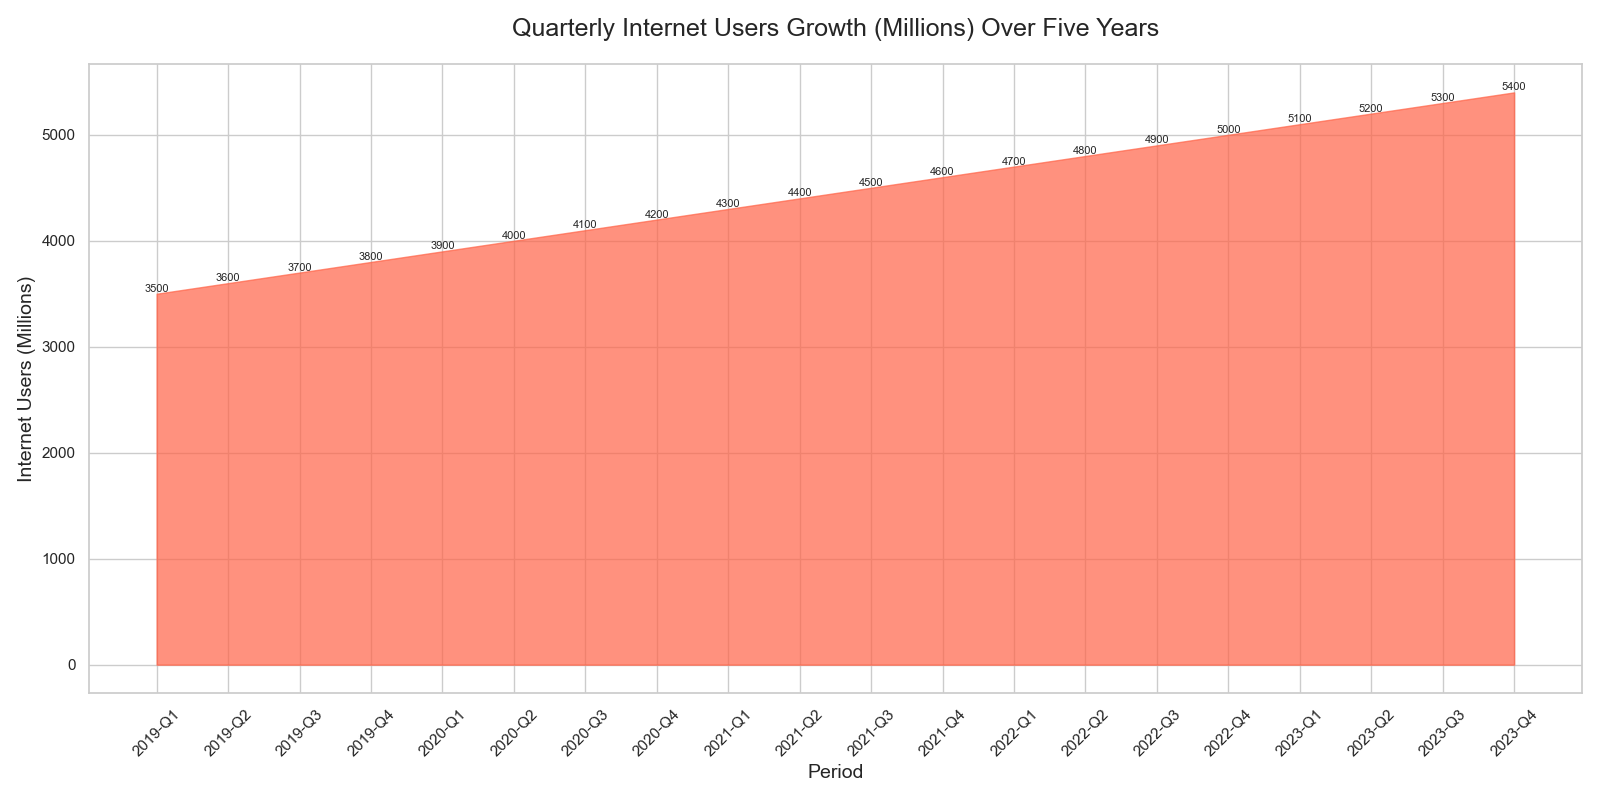 Quarterly Internet Users Growth (Millions) Over Five Years
Internet Users (Millions)
5000
4000
3000
2000
1000
0
3500
3600
3700
3800
3900
4000
4100
4200
4300
4400
4500
4600
4700
4800
4900
5000
5100
5200
5300
5400
2019-Q1
2019-Q2
2019-Q3
2019-Q4
2020-Q1
2020-Q2
2020-Q3
2020-Q4
2021-Q1
2021-Q2
2021-Q3
2021-Q4
2022-Q1
2022-Q2
2022-Q3
2022-Q4
2023-Q1
2023-Q2
2023-Q3
2023-Q4
Period